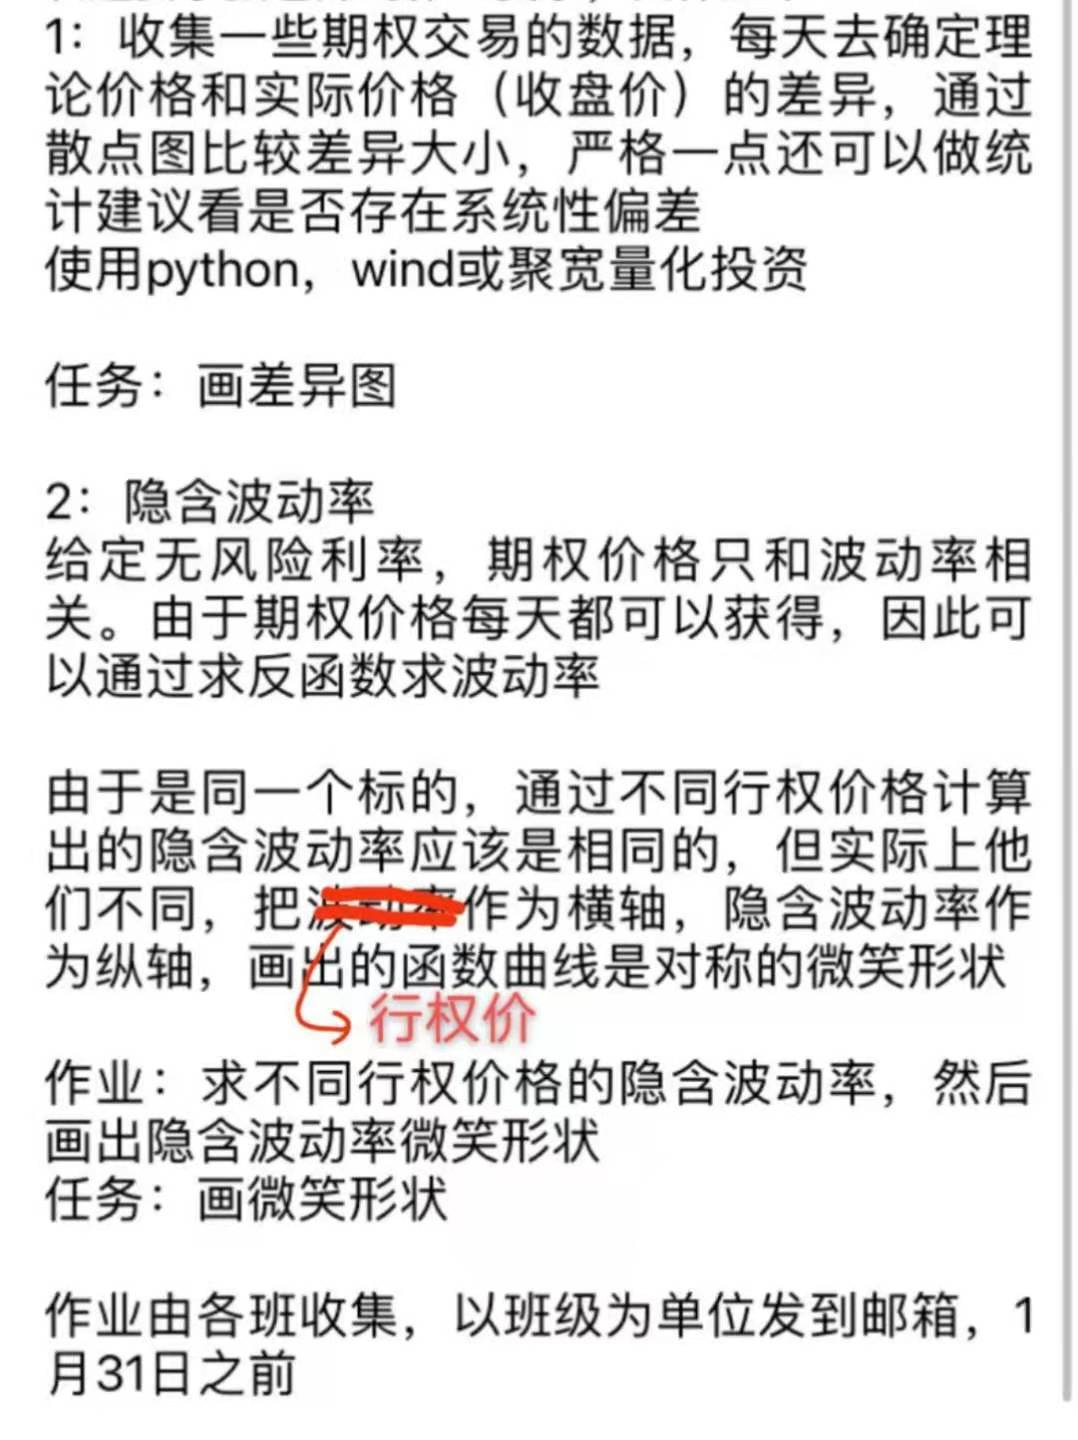 1：收集一些期权交易的数据，每天去确定理
论价格和实际价格（收盘价）的差异，通过
散点图比较差异大小，严格一点还可以做统
计建议看是否存在系统性偏差
使用python，wind或聚宽量化投资
任务：画差异图
2：隐含波动率
给定无风险利率，期权价格只和波动率相
关。由于期权价格每天都可以获得，因此可
以通过求反函数求波动率
由于是同一个标的，通过不同行权价格计算
出的隐含波动率应该是相同的，但实际上他
们不同，把波动率作为横轴，隐含波动率作
为纵轴，画出的函数曲线是对称的微笑形状
行权价
作业：求不同行权价格的隐含波动率，然后
画出隐含波动率微笑形状
任务：画微笑形状
作业由各班收集，以班级为单位发到邮箱，1
月31日之前